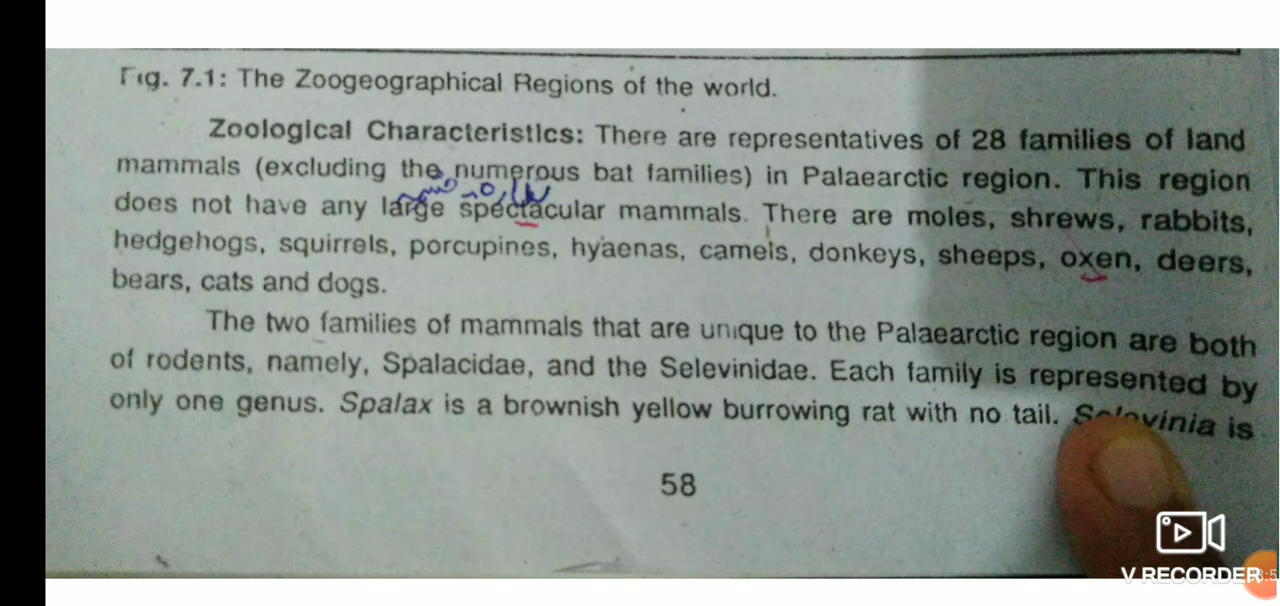 Fig. 7.1: The Zoogeographical Regions of the world.
Zoological Characteristics: There are representatives of 28 families of land
mammals (excluding the numerous bat families) in Palaearctic region. This region
does not have any large spectacular mammals. There are moles, shrews, rabbits,
hedgehogs, squirrels, porcupines, hyaenas, camels, donkeys, sheeps, oxen, deers,
bears, cats and dogs.
The two families of mammals that are unique to the Palaearctic region are both
of rodents, namely, Spalacidae, and the Selevinidae. Each family is represented by
only one genus. Spalax is a brownish yellow burrowing rat with no tail. Selevinia is
58
V RECORDER